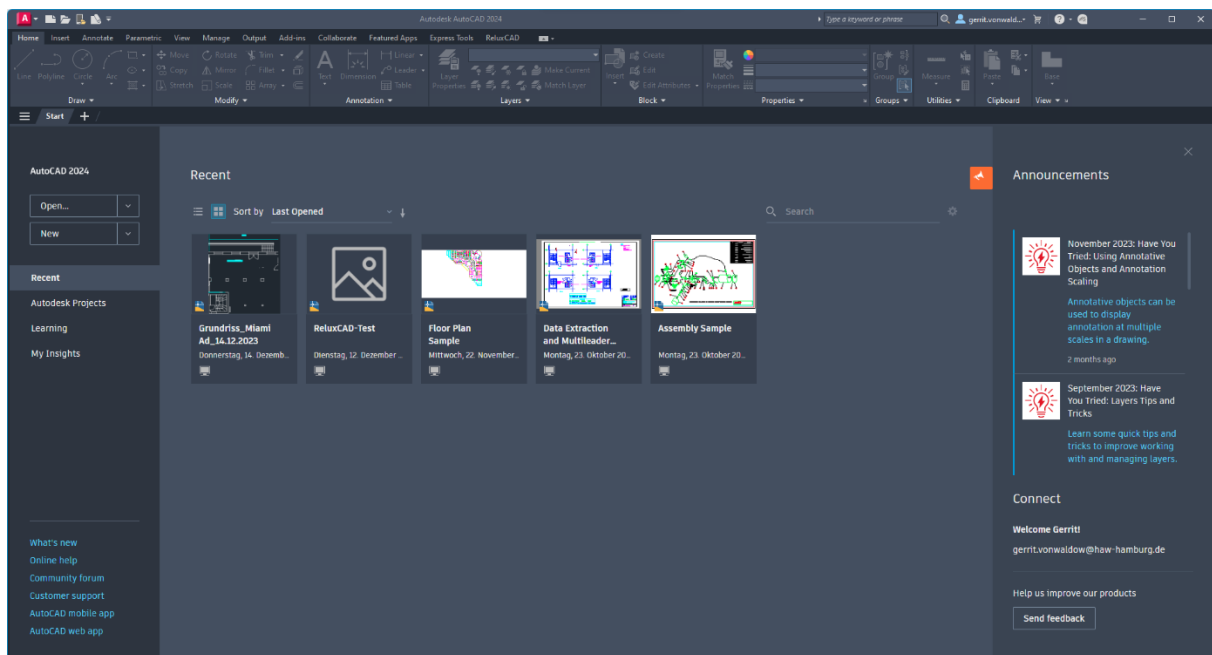 Autodesk AutoCAD 2024
Type a keyword or phrase
gerrit.vonwald...
Home Insert Annotate Parametric View Manage Output Add-ins Collaborate Featured Apps Express Tools ReluxCAD
Line Polyline Circle Arc
Move Rotate Trim
Copy Mirror Fillet
Stretch Scale Array
Text Dimension
Linear
Leader
Table
Layer
Properties
Make Current
Match Layer
Insert
Create
Edit
Edit Attributes
Match
Properties
Group
Measure
Paste
Base
Draw Modify Annotation Layers Block Properties Groups Utilities Clipboard View
Start
AutoCAD 2024
Open...
New
Recent
Autodesk Projects
Learning
My Insights
What's new
Online help
Community forum
Customer support
AutoCAD mobile app
AutoCAD web app
Recent
Sort by Last Opened
Search
Grundriss_Miami
Ad_14.12.2023
Donnerstag, 14. Dezemb...
ReluxCAD-Test
Dienstag, 12. Dezember ...
Floor Plan
Sample
Mittwoch, 22. November...
Data Extraction
and Multileader...
Montag, 23. Oktober 20...
Assembly Sample
Montag, 23. Oktober 20...
Announcements
November 2023: Have You
Tried: Using Annotative
Objects and Annotation
Scaling
Annotative objects can be
used to display
annotation at multiple
scales in a drawing.
2 months ago
September 2023: Have
You Tried: Layers Tips and
Tricks
Learn some quick tips and
tricks to improve working
with and managing layers.
Connect
Welcome Gerrit!
gerrit.vonwaldow@haw-hamburg.de
Help us improve our products
Send feedback